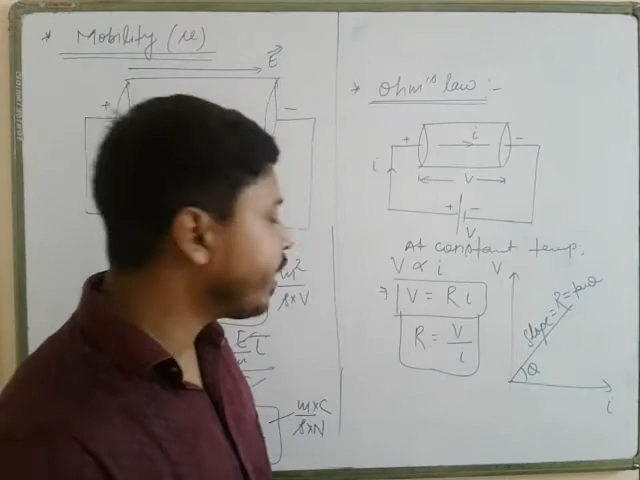 * Mobility (μ)
E
+ -
m²
s×V
E
m×C
s×N
* Ohm's law :-
+ i -
i
V
+ -
V
At constant temp.
V ∝ i
⇒ V = R i
R = V/i
V
slope = R = tanθ
θ
i